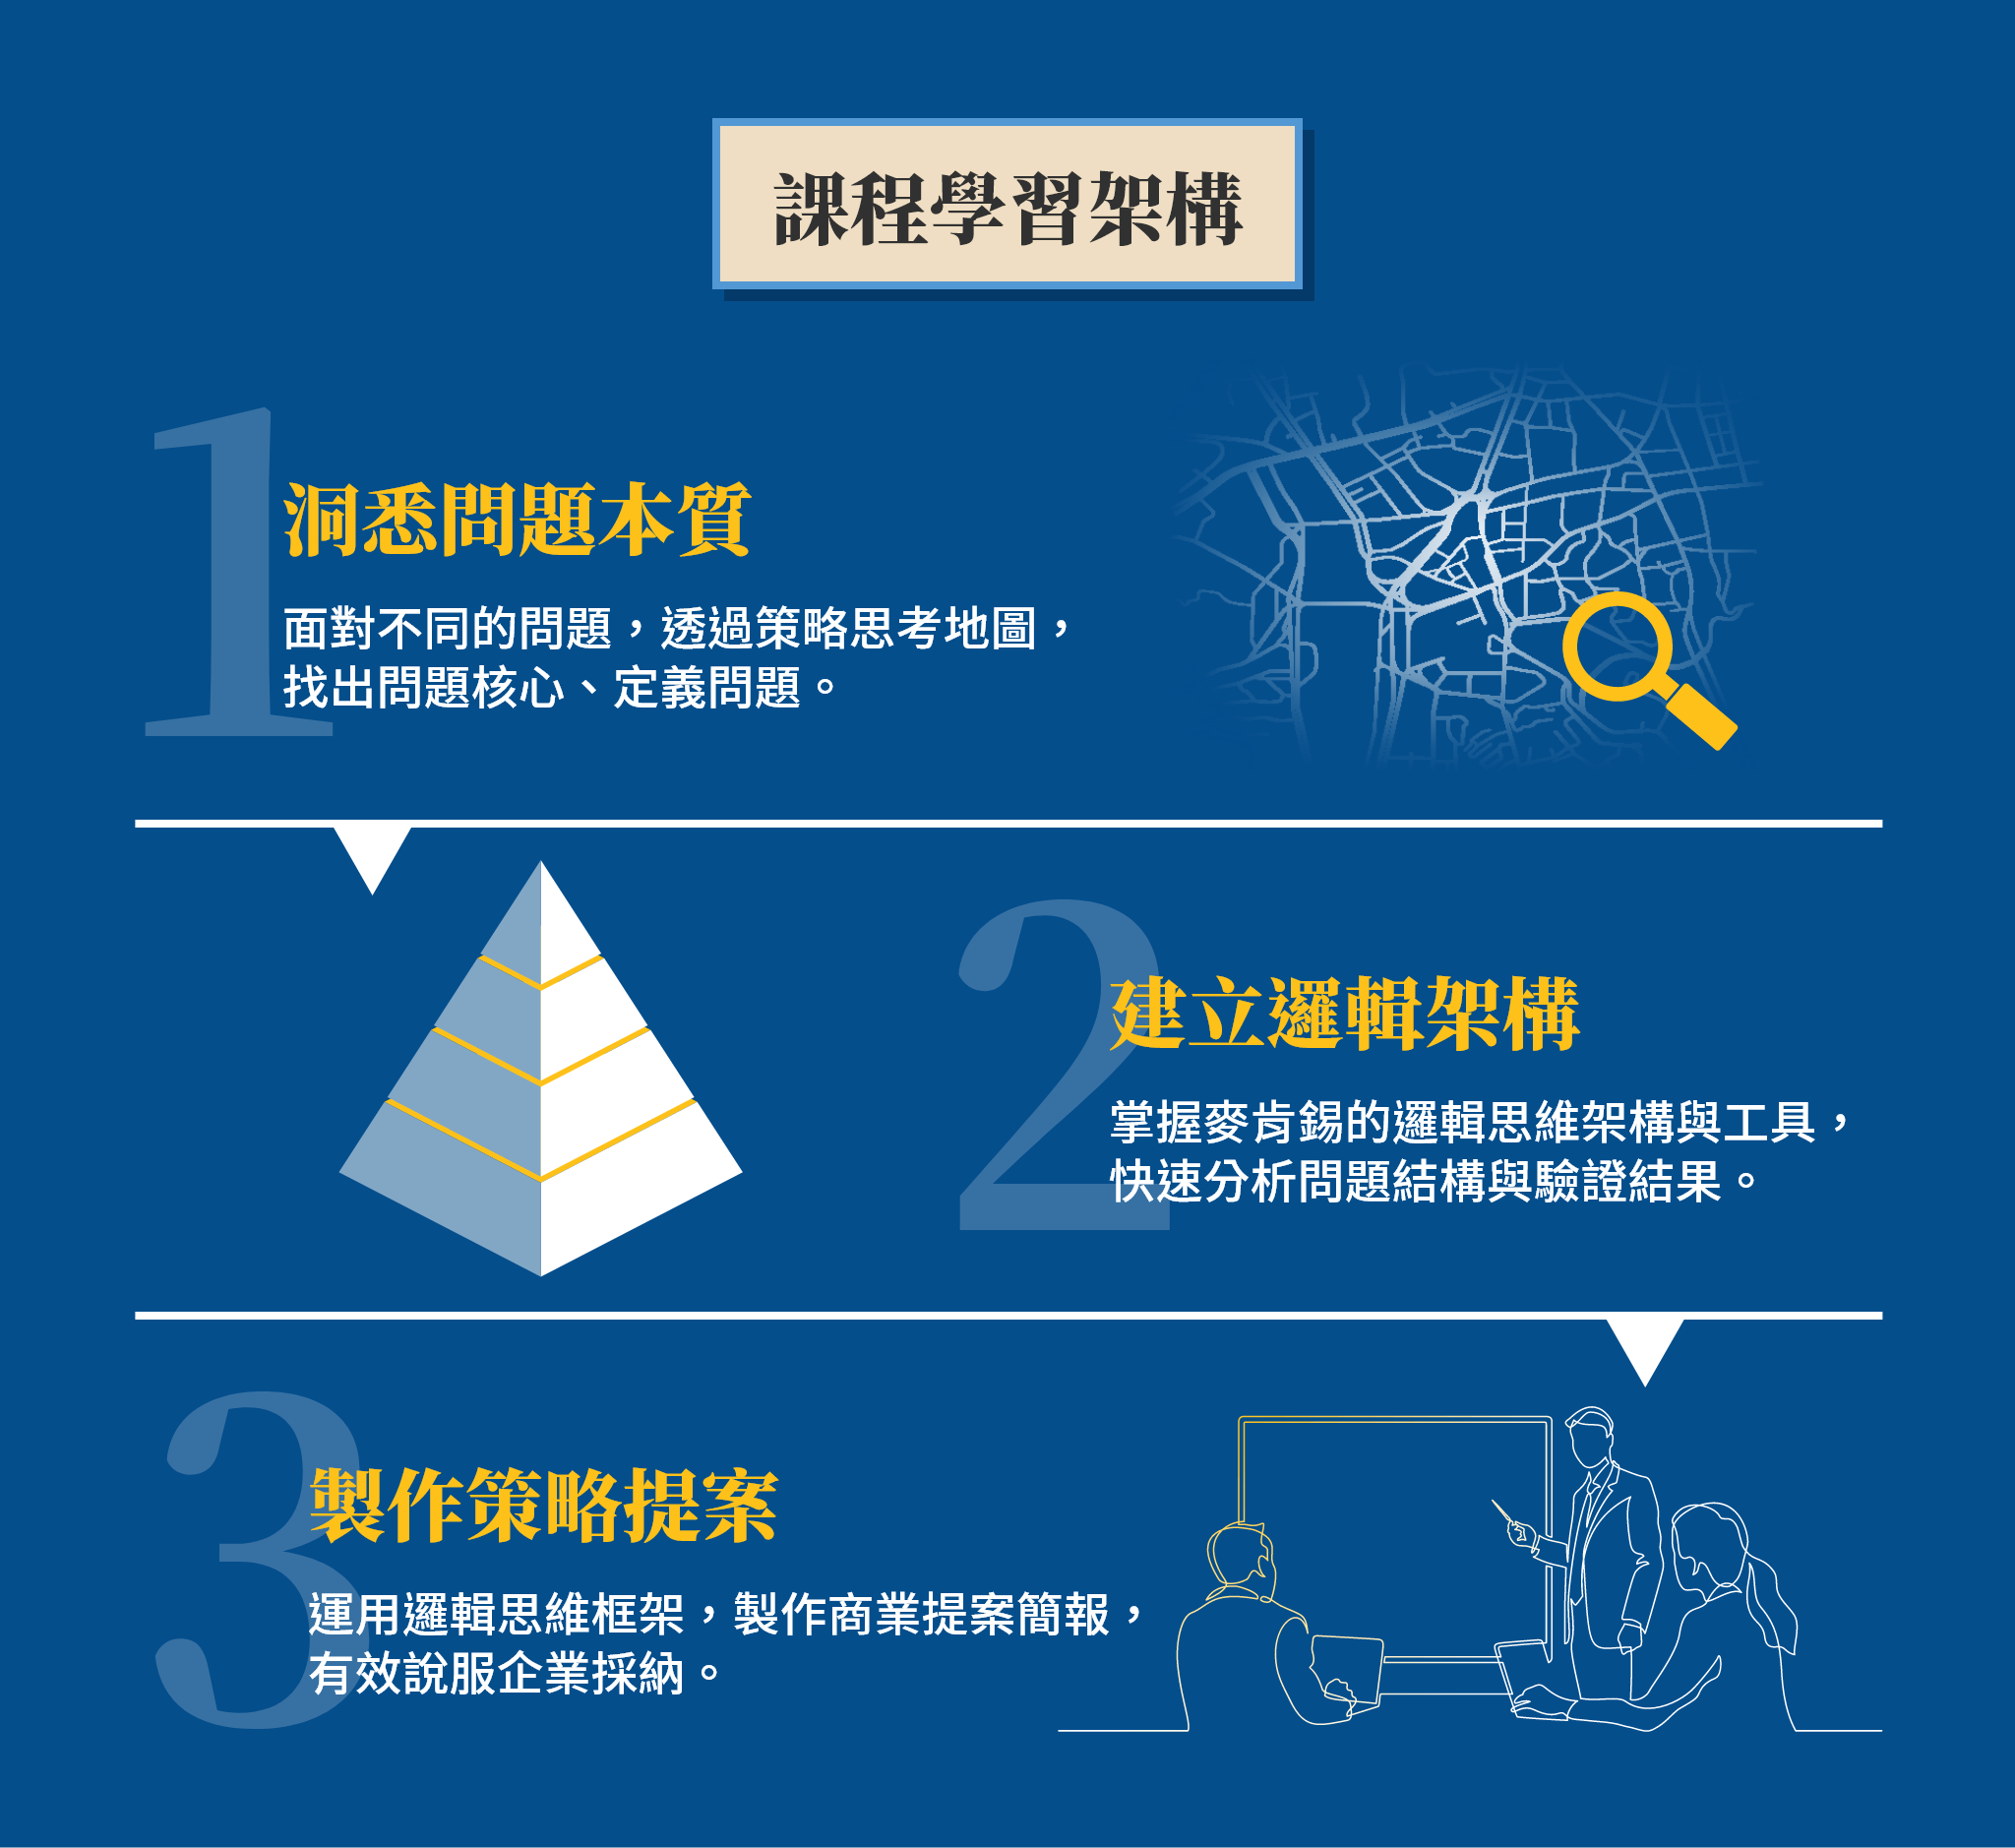 課程學習架構
1
洞悉問題本質
面對不同的問題，透過策略思考地圖，
找出問題核心、定義問題。
2
建立邏輯架構
掌握麥肯錫的邏輯思維架構與工具，
快速分析問題結構與驗證結果。
3
製作策略提案
運用邏輯思維框架，製作商業提案簡報，
有效說服企業採納。